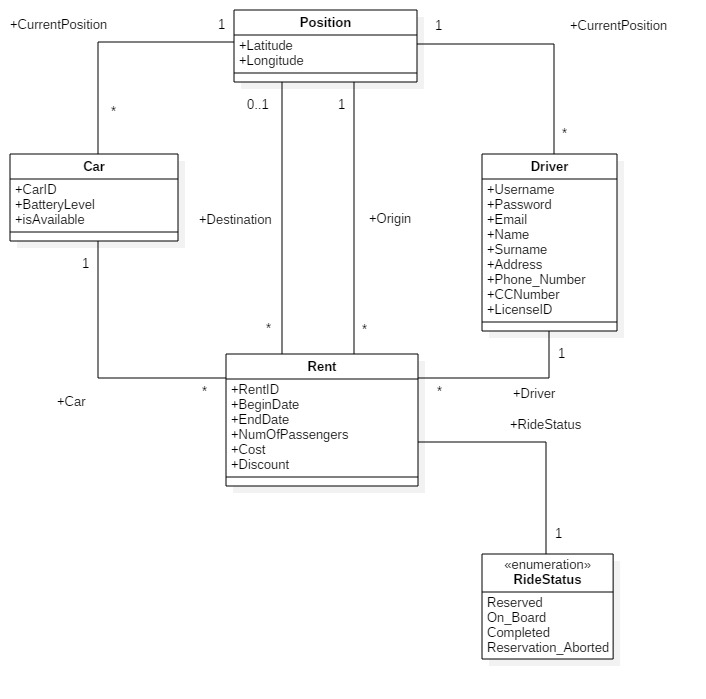 +CurrentPosition
1
Position
+Latitude
+Longitude
1
+CurrentPosition
*
0..1
1
*
Car
+CarID
+BatteryLevel
+isAvailable
Driver
+Username
+Password
+Email
+Name
+Surname
+Address
+Phone_Number
+CCNumber
+LicenseID
+Destination
+Origin
1
*
*
1
Rent
+RentID
+BeginDate
+EndDate
+NumOfPassengers
+Cost
+Discount
+Car
*
*
+Driver
+RideStatus
1
«enumeration»
RideStatus
Reserved
On_Board
Completed
Reservation_Aborted